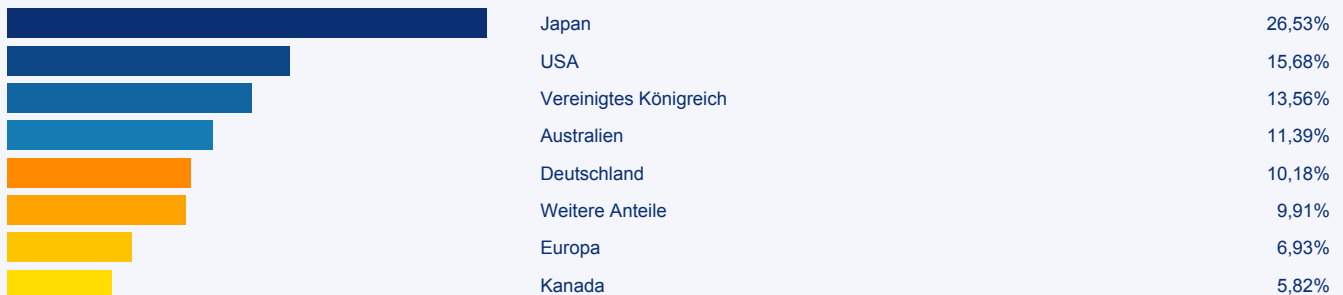 Japan 26,53%
USA 15,68%
Vereinigtes Königreich 13,56%
Australien 11,39%
Deutschland 10,18%
Weitere Anteile 9,91%
Europa 6,93%
Kanada 5,82%